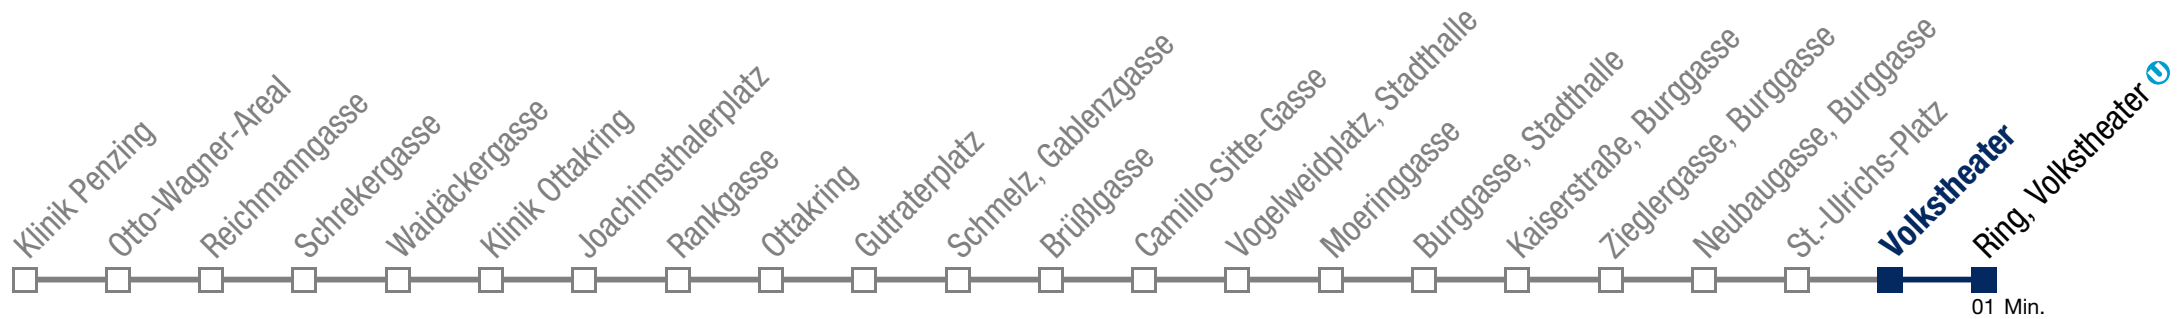 Klinik Penzing
Otto-Wagner-Areal
Reichmanngasse
Schrekergasse
Waidäckergasse
Klinik Ottakring
Joachimsthalerplatz
Rankgasse
Ottakring
Gutraterplatz
Schmelz, Gablenzgasse
Brüßlgasse
Camillo-Sitte-Gasse
Vogelweidplatz, Stadthalle
Moeringgasse
Burggasse, Stadthalle
Kaiserstraße, Burggasse
Zieglergasse, Burggasse
Neubaugasse, Burggasse
St.-Ulrichs-Platz
Volkstheater
Ring, Volkstheater U
01 Min.